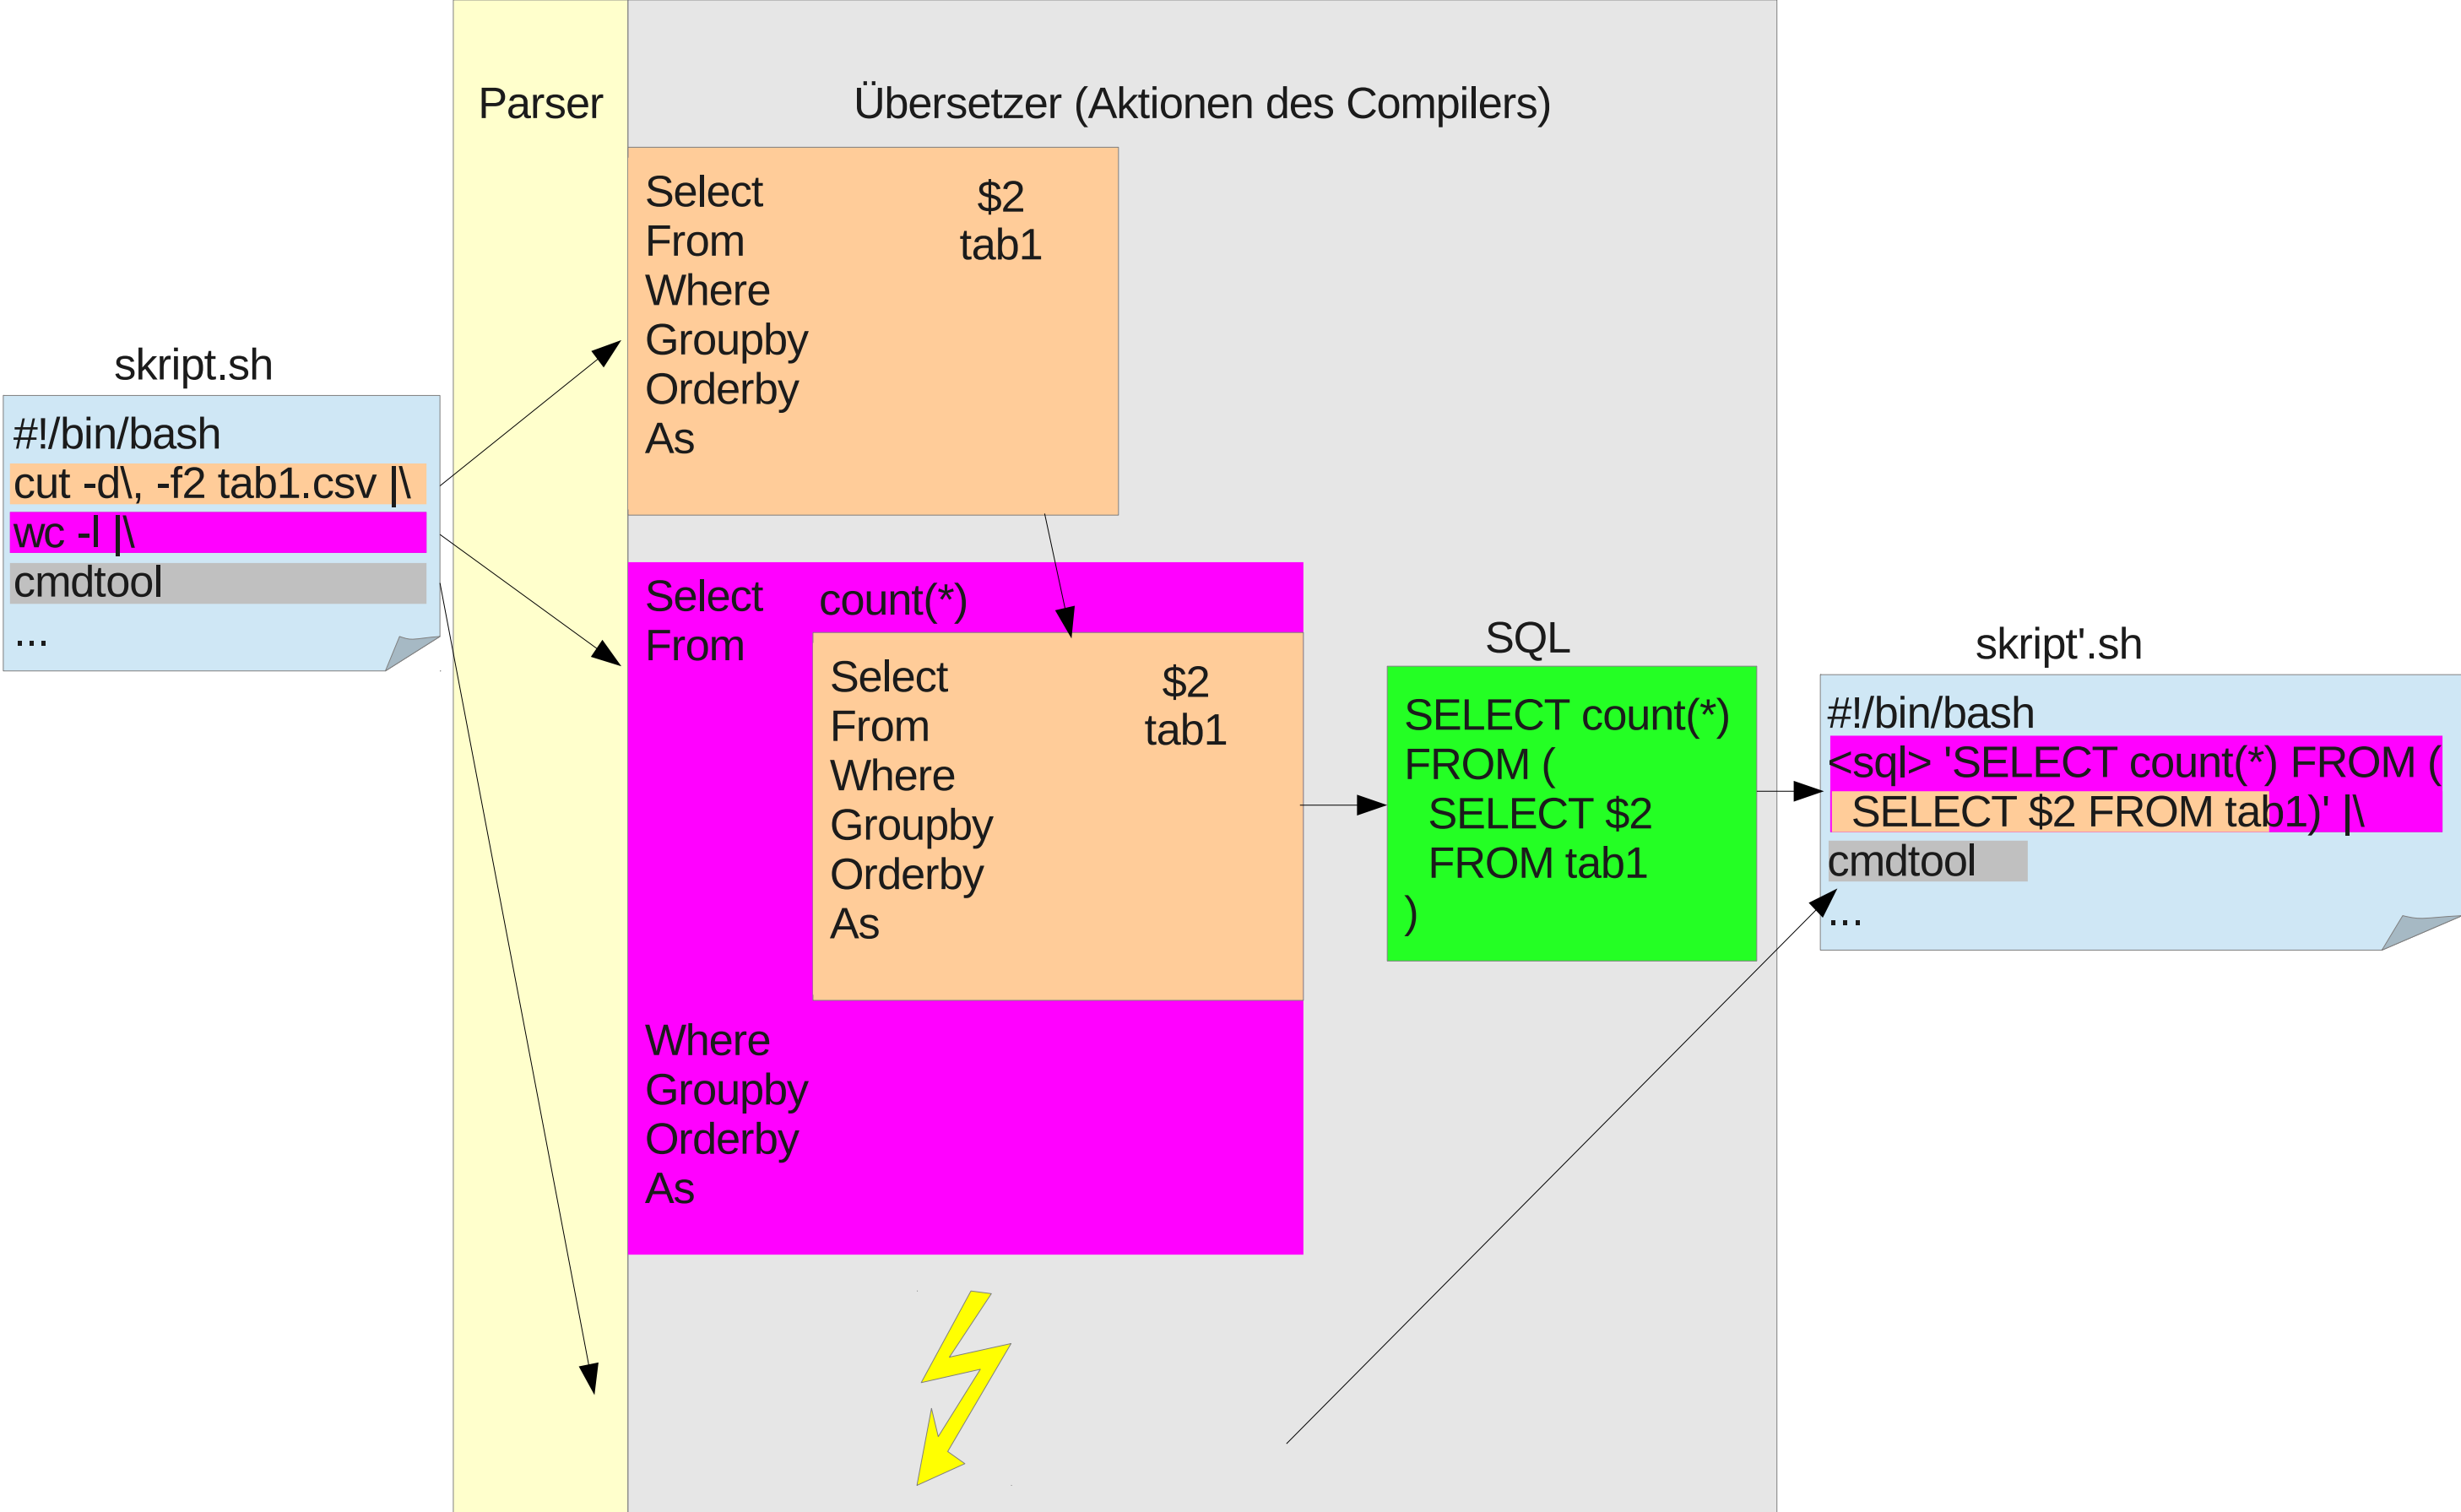 Parser
Übersetzer (Aktionen des Compilers)
Select $2
From tab1
Where
Groupby
Orderby
As
skript.sh
#!/bin/bash
cut -d\, -f2 tab1.csv |\
wc -l |\
cmdtool
...
Select count(*)
From
Select $2
From tab1
Where
Groupby
Orderby
As
Where
Groupby
Orderby
As
SQL
SELECT count(*)
FROM (
SELECT $2
FROM tab1
)
skript'.sh
#!/bin/bash
<sql> 'SELECT count(*) FROM (
SELECT $2 FROM tab1)' |\
cmdtool
...